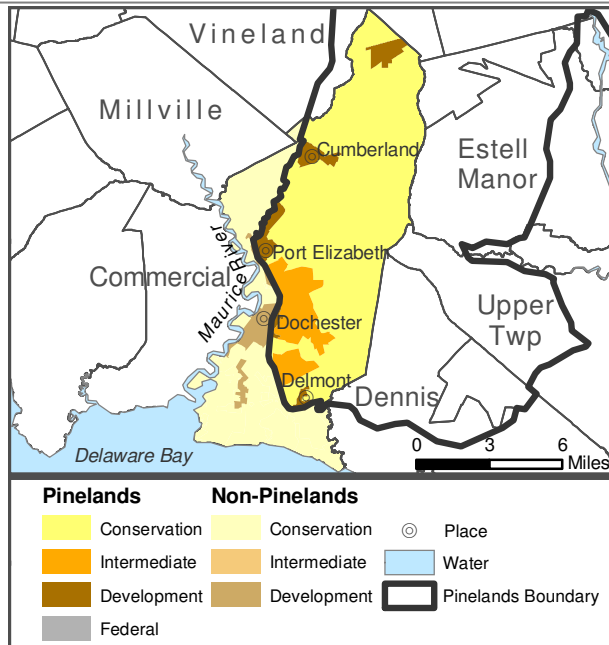 Vineland
Millville
Cumberland
Estell
Manor
Maurice River
Port Elizabeth
Commercial
Upper
Twp
Dochester
Delmont
Dennis
Delaware Bay
0 3 6
Miles
Pinelands
Conservation
Intermediate
Development
Federal
Non-Pinelands
Conservation
Intermediate
Development
Place
Water
Pinelands Boundary